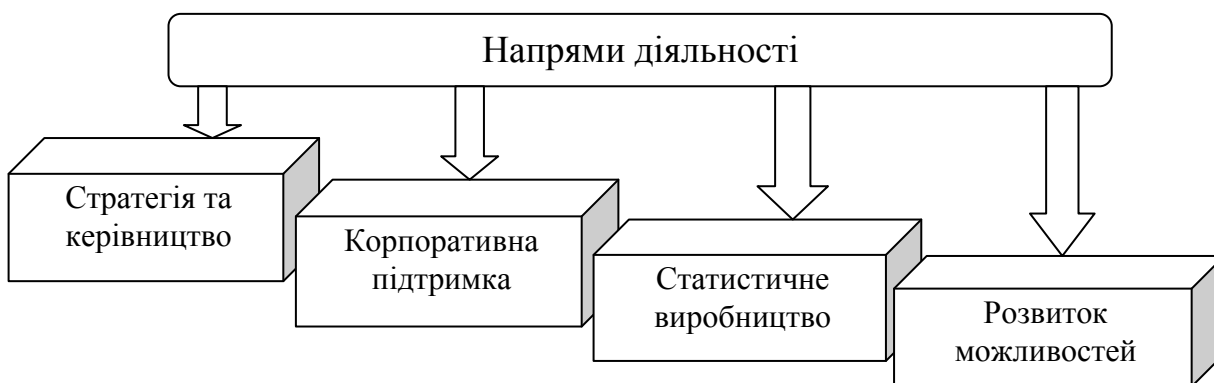 Напрями діяльності
Стратегія та
керівництво
Корпоративна
підтримка
Статистичне
виробництво
Розвиток
можливостей